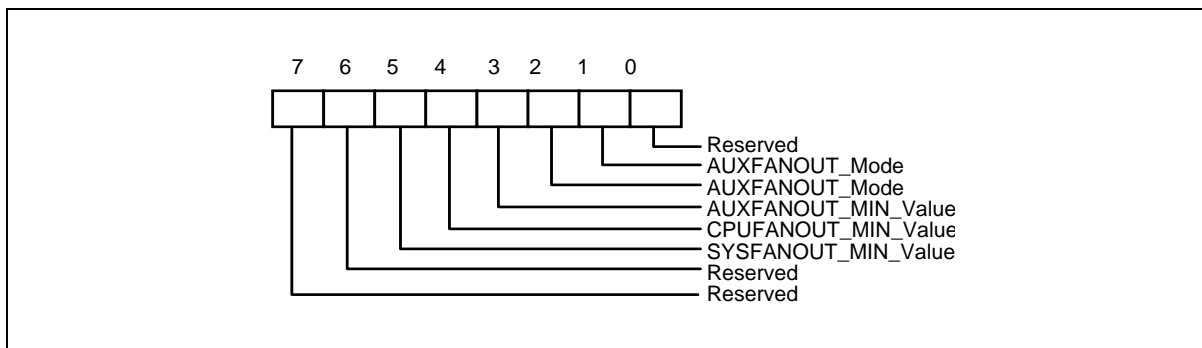 7 6 5 4 3 2 1 0
Reserved
AUXFANOUT_Mode
AUXFANOUT_Mode
AUXFANOUT_MIN_Value
CPUFANOUT_MIN_Value
SYSFANOUT_MIN_Value
Reserved
Reserved